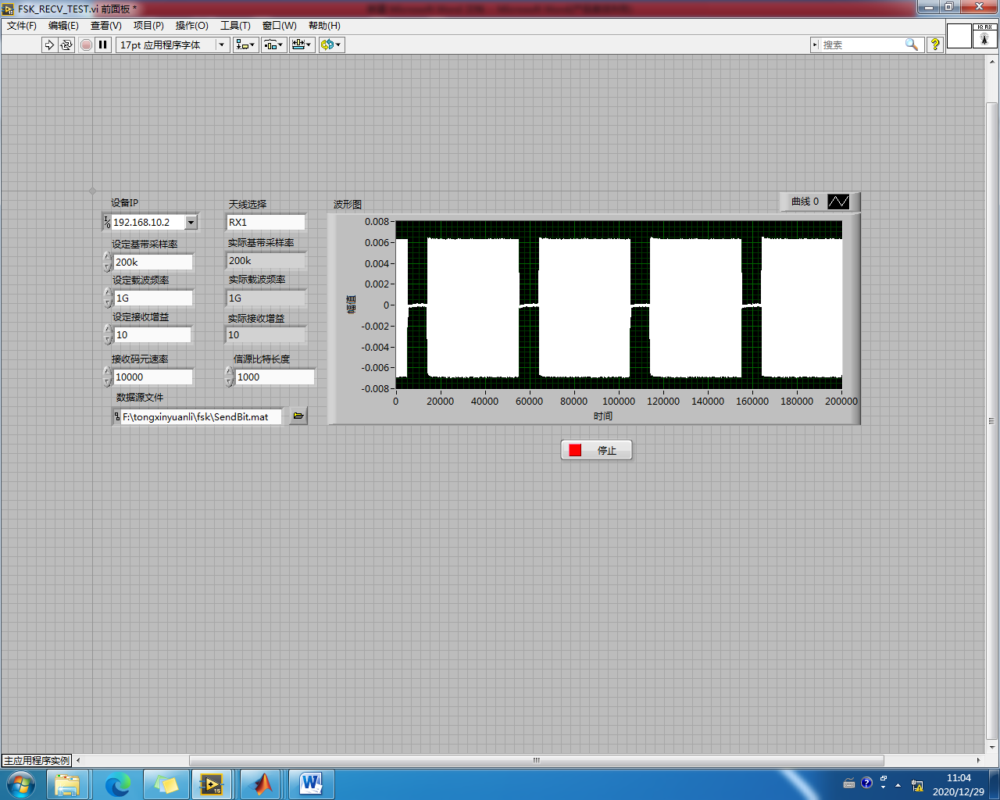 FSK_RECV_TEST.vi 前面板 *
文件(F) 编辑(E) 查看(V) 项目(P) 操作(O) 工具(T) 窗口(W) 帮助(H)
17pt 应用程序字体
搜索
IQ RX
设备IP
天线选择
192.168.10.2
RX1
设定基带采样率
实际基带采样率
200k
200k
设定载波频率
实际载波频率
1G
1G
设定接收增益
实际接收增益
10
10
接收码元速率
信源比特长度
10000
1000
数据源文件
F:\tongxinyuanli\fsk\SendBit.mat
波形图
曲线 0
0.008
0.006
0.004
0.002
0
-0.002
-0.004
-0.006
-0.008
幅值
0 20000 40000 60000 80000 100000 120000 140000 160000 180000 200000
时间
停止
主应用程序实例
15
11:04
2020/12/29